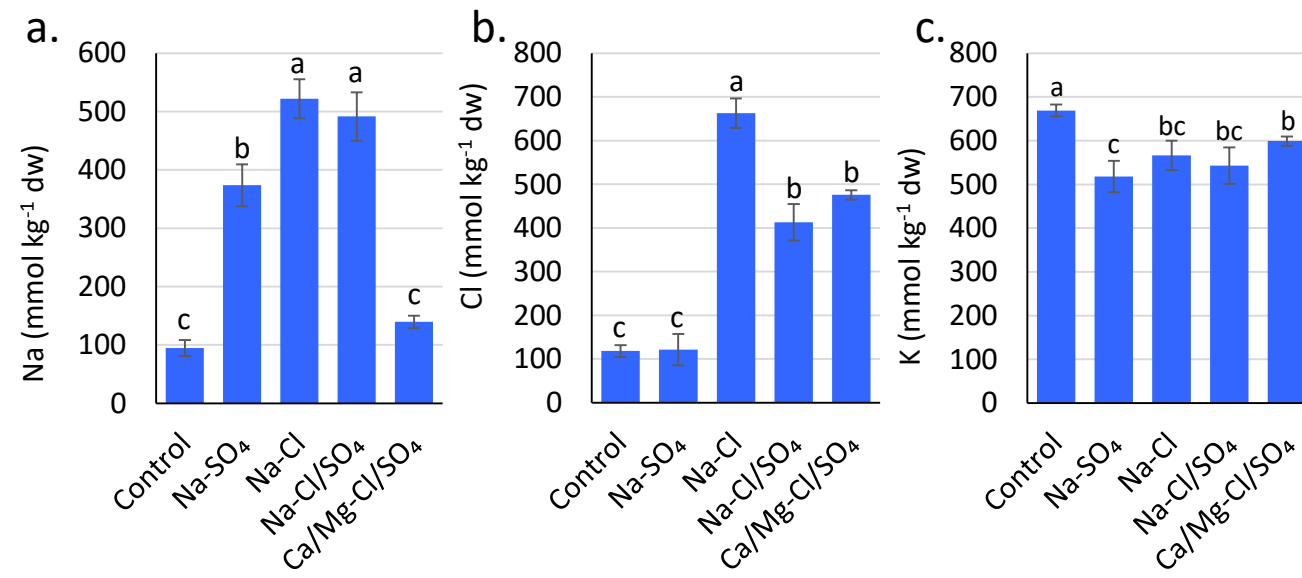 a.
Na (mmol kg⁻¹ dw)
600
500
400
300
200
100
0
c
b
a
a
c
Control
Na-SO₄
Na-Cl
Na-Cl/SO₄
Ca/Mg-Cl/SO₄
b.
Cl (mmol kg⁻¹ dw)
800
700
600
500
400
300
200
100
0
c
c
a
b
b
Control
Na-SO₄
Na-Cl
Na-Cl/SO₄
Ca/Mg-Cl/SO₄
c.
K (mmol kg⁻¹ dw)
800
700
600
500
400
300
200
100
0
a
c
bc
bc
b
Control
Na-SO₄
Na-Cl
Na-Cl/SO₄
Ca/Mg-Cl/SO₄